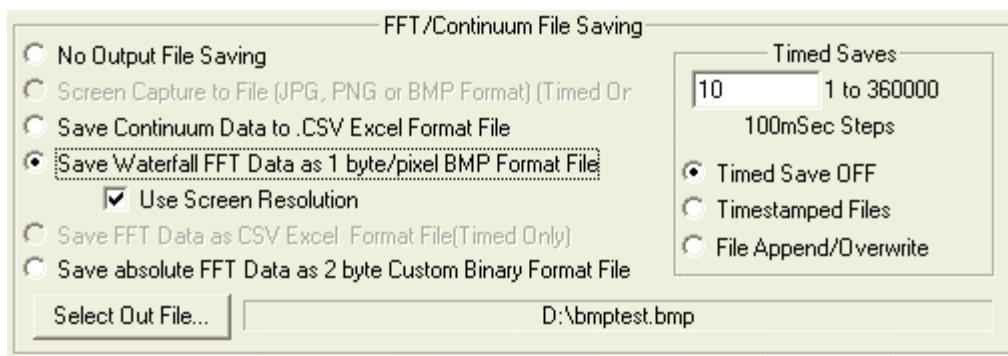 FFT/Continuum File Saving
No Output File Saving
Screen Capture to File (JPG, PNG or BMP Format) (Timed Or
Save Continuum Data to .CSV Excel Format File
Save Waterfall FFT Data as 1 byte/pixel BMP Format File
Use Screen Resolution
Save FFT Data as CSV Excel Format File(Timed Only)
Save absolute FFT Data as 2 byte Custom Binary Format File
Timed Saves
10 1 to 360000
100mSec Steps
Timed Save OFF
Timestamped Files
File Append/Overwrite
Select Out File... D:\bmptest.bmp